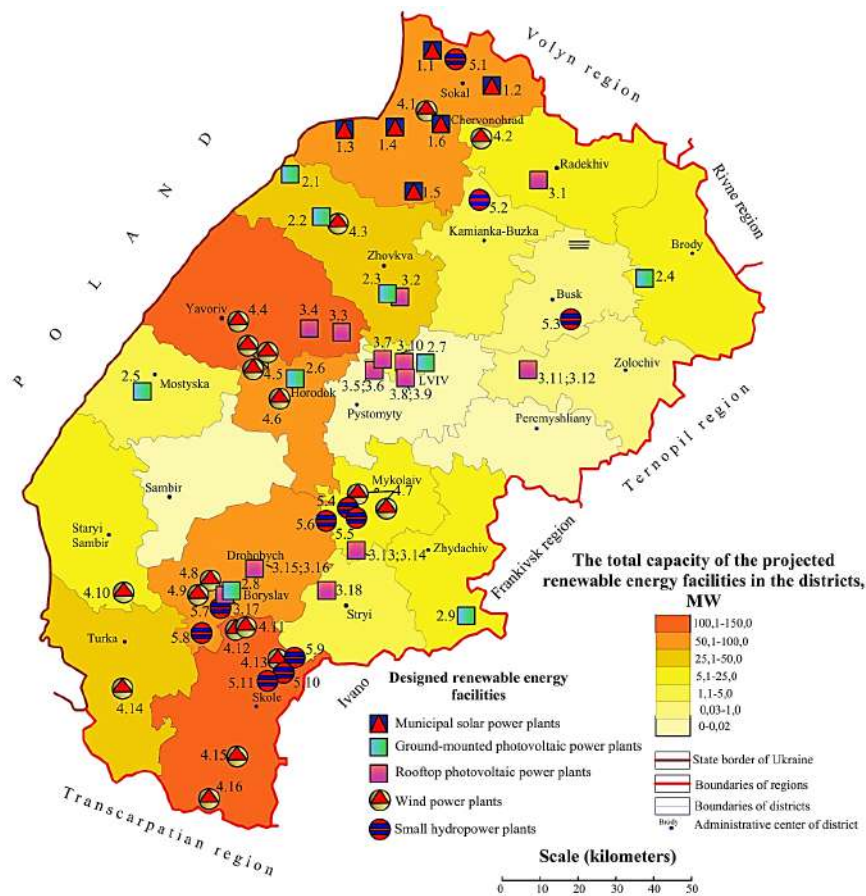 Volyn region
1.1
5.1
Sokal
1.2
4.1
Chervonohrad
4.2
1.3
1.4
1.6
Radekhiv
2.1
3.1
1.5
5.2
Rivne region
2.2
4.3
Kamianka-Buzka
POLAND
Zhovkva
Brody
2.3
3.2
2.4
Busk
Yavoriv
4.4
3.4
3.3
5.3
3.7
3.10
2.7
Zolochiv
2.5
Mostyska
4.5
2.6
3.5;3.6
LVIV
3.11;3.12
Horodok
3.8;3.9
4.6
Pystomyty
Peremyshliany
Ternopil region
Sambir
Mykolaiv
4.7
5.4
5.6
5.5
Staryi
Sambir
Zhydachiv
Frankivsk region
Drohobych
3.13;3.14
3.15;3.16
4.8
2.8
4.10
4.9
Boryslav
3.18
5.7
3.17
Stryi
2.9
5.8
4.11
Turka
4.12
4.13
5.9
5.11
5.10
Ivano
4.14
Skole
4.15
4.16
Transcarpatian region
The total capacity of the projected
renewable energy facilities in the districts,
MW
100,1-150,0
50,1-100,0
25,1-50,0
5,1-25,0
1,1-5,0
0,03-1,0
0-0,02
Designed renewable energy
facilities
Municipal solar power plants
Ground-mounted photovoltaic power plants
Rooftop photovoltaic power plants
Wind power plants
Small hydropower plants
State border of Ukraine
Boundaries of regions
Boundaries of districts
Brody
Administrative center of district
Scale (kilometers)
0 10 20 30 40 50